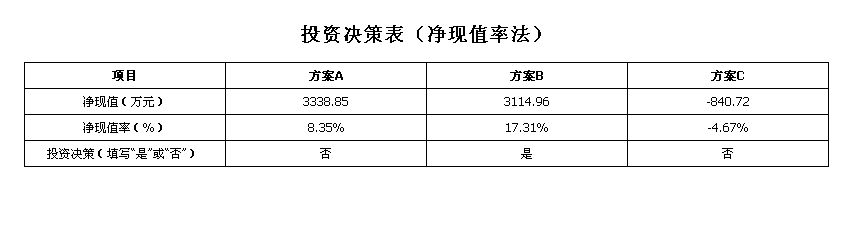 投资决策表（净现值率法）
项目 方案A 方案B 方案C
净现值（万元） 3338.85 3114.96 -840.72
净现值率（%） 8.35% 17.31% -4.67%
投资决策（填写“是”或“否”） 否 是 否